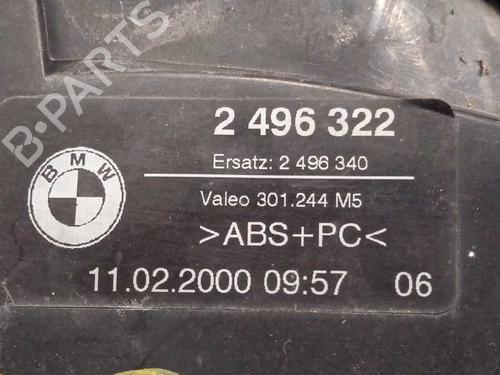 B-PARTS
2 496 322
Ersatz: 2 496 340
BMW
Valeo 301.244 M5
>ABS+PC<
11.02.2000 09:57 06